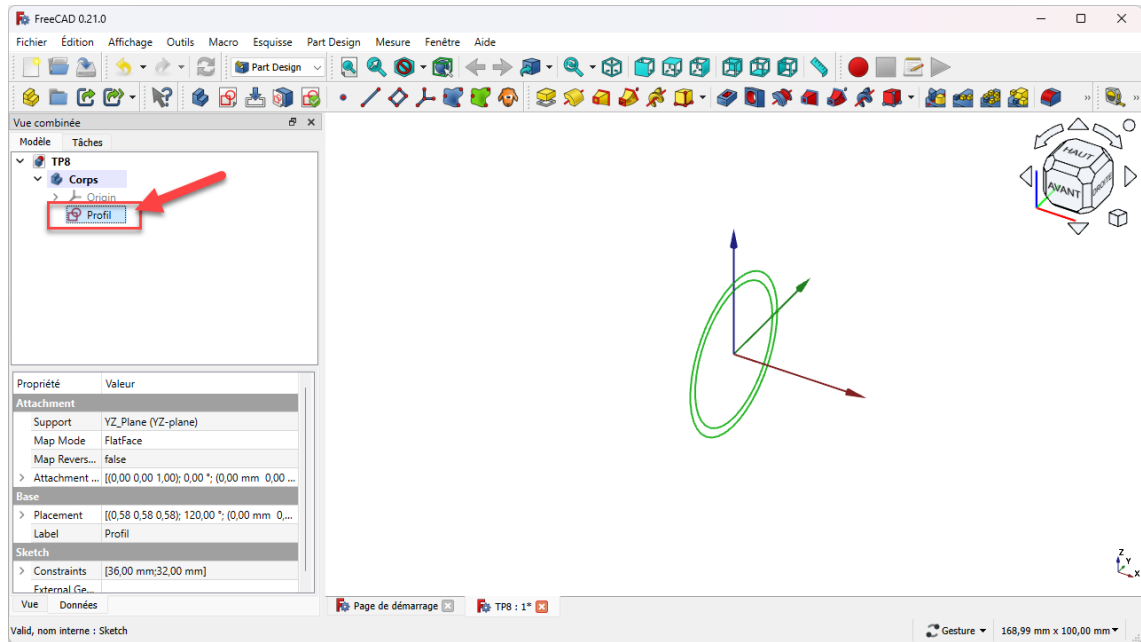 FreeCAD 0.21.0
Fichier Édition Affichage Outils Macro Esquisse Part Design Mesure Fenêtre Aide
Part Design
Vue combinée
Modèle Tâches
TP8
Corps
Origin
Profil
HAUT
AVANT
DROITE
Propriété Valeur
Attachment
Support YZ_Plane (YZ-plane)
Map Mode FlatFace
Map Revers... false
Attachment ... [(0,00 0,00 1,00); 0,00 °; (0,00 mm 0,00 ...
Base
Placement [(0,58 0,58 0,58); 120,00 °; (0,00 mm 0,...
Label Profil
Sketch
Constraints [36,00 mm;32,00 mm]
External Ge...
Z
Y
X
Vue Données
Page de démarrage TP8 : 1*
Valid, nom interne : Sketch
Gesture 168,99 mm x 100,00 mm